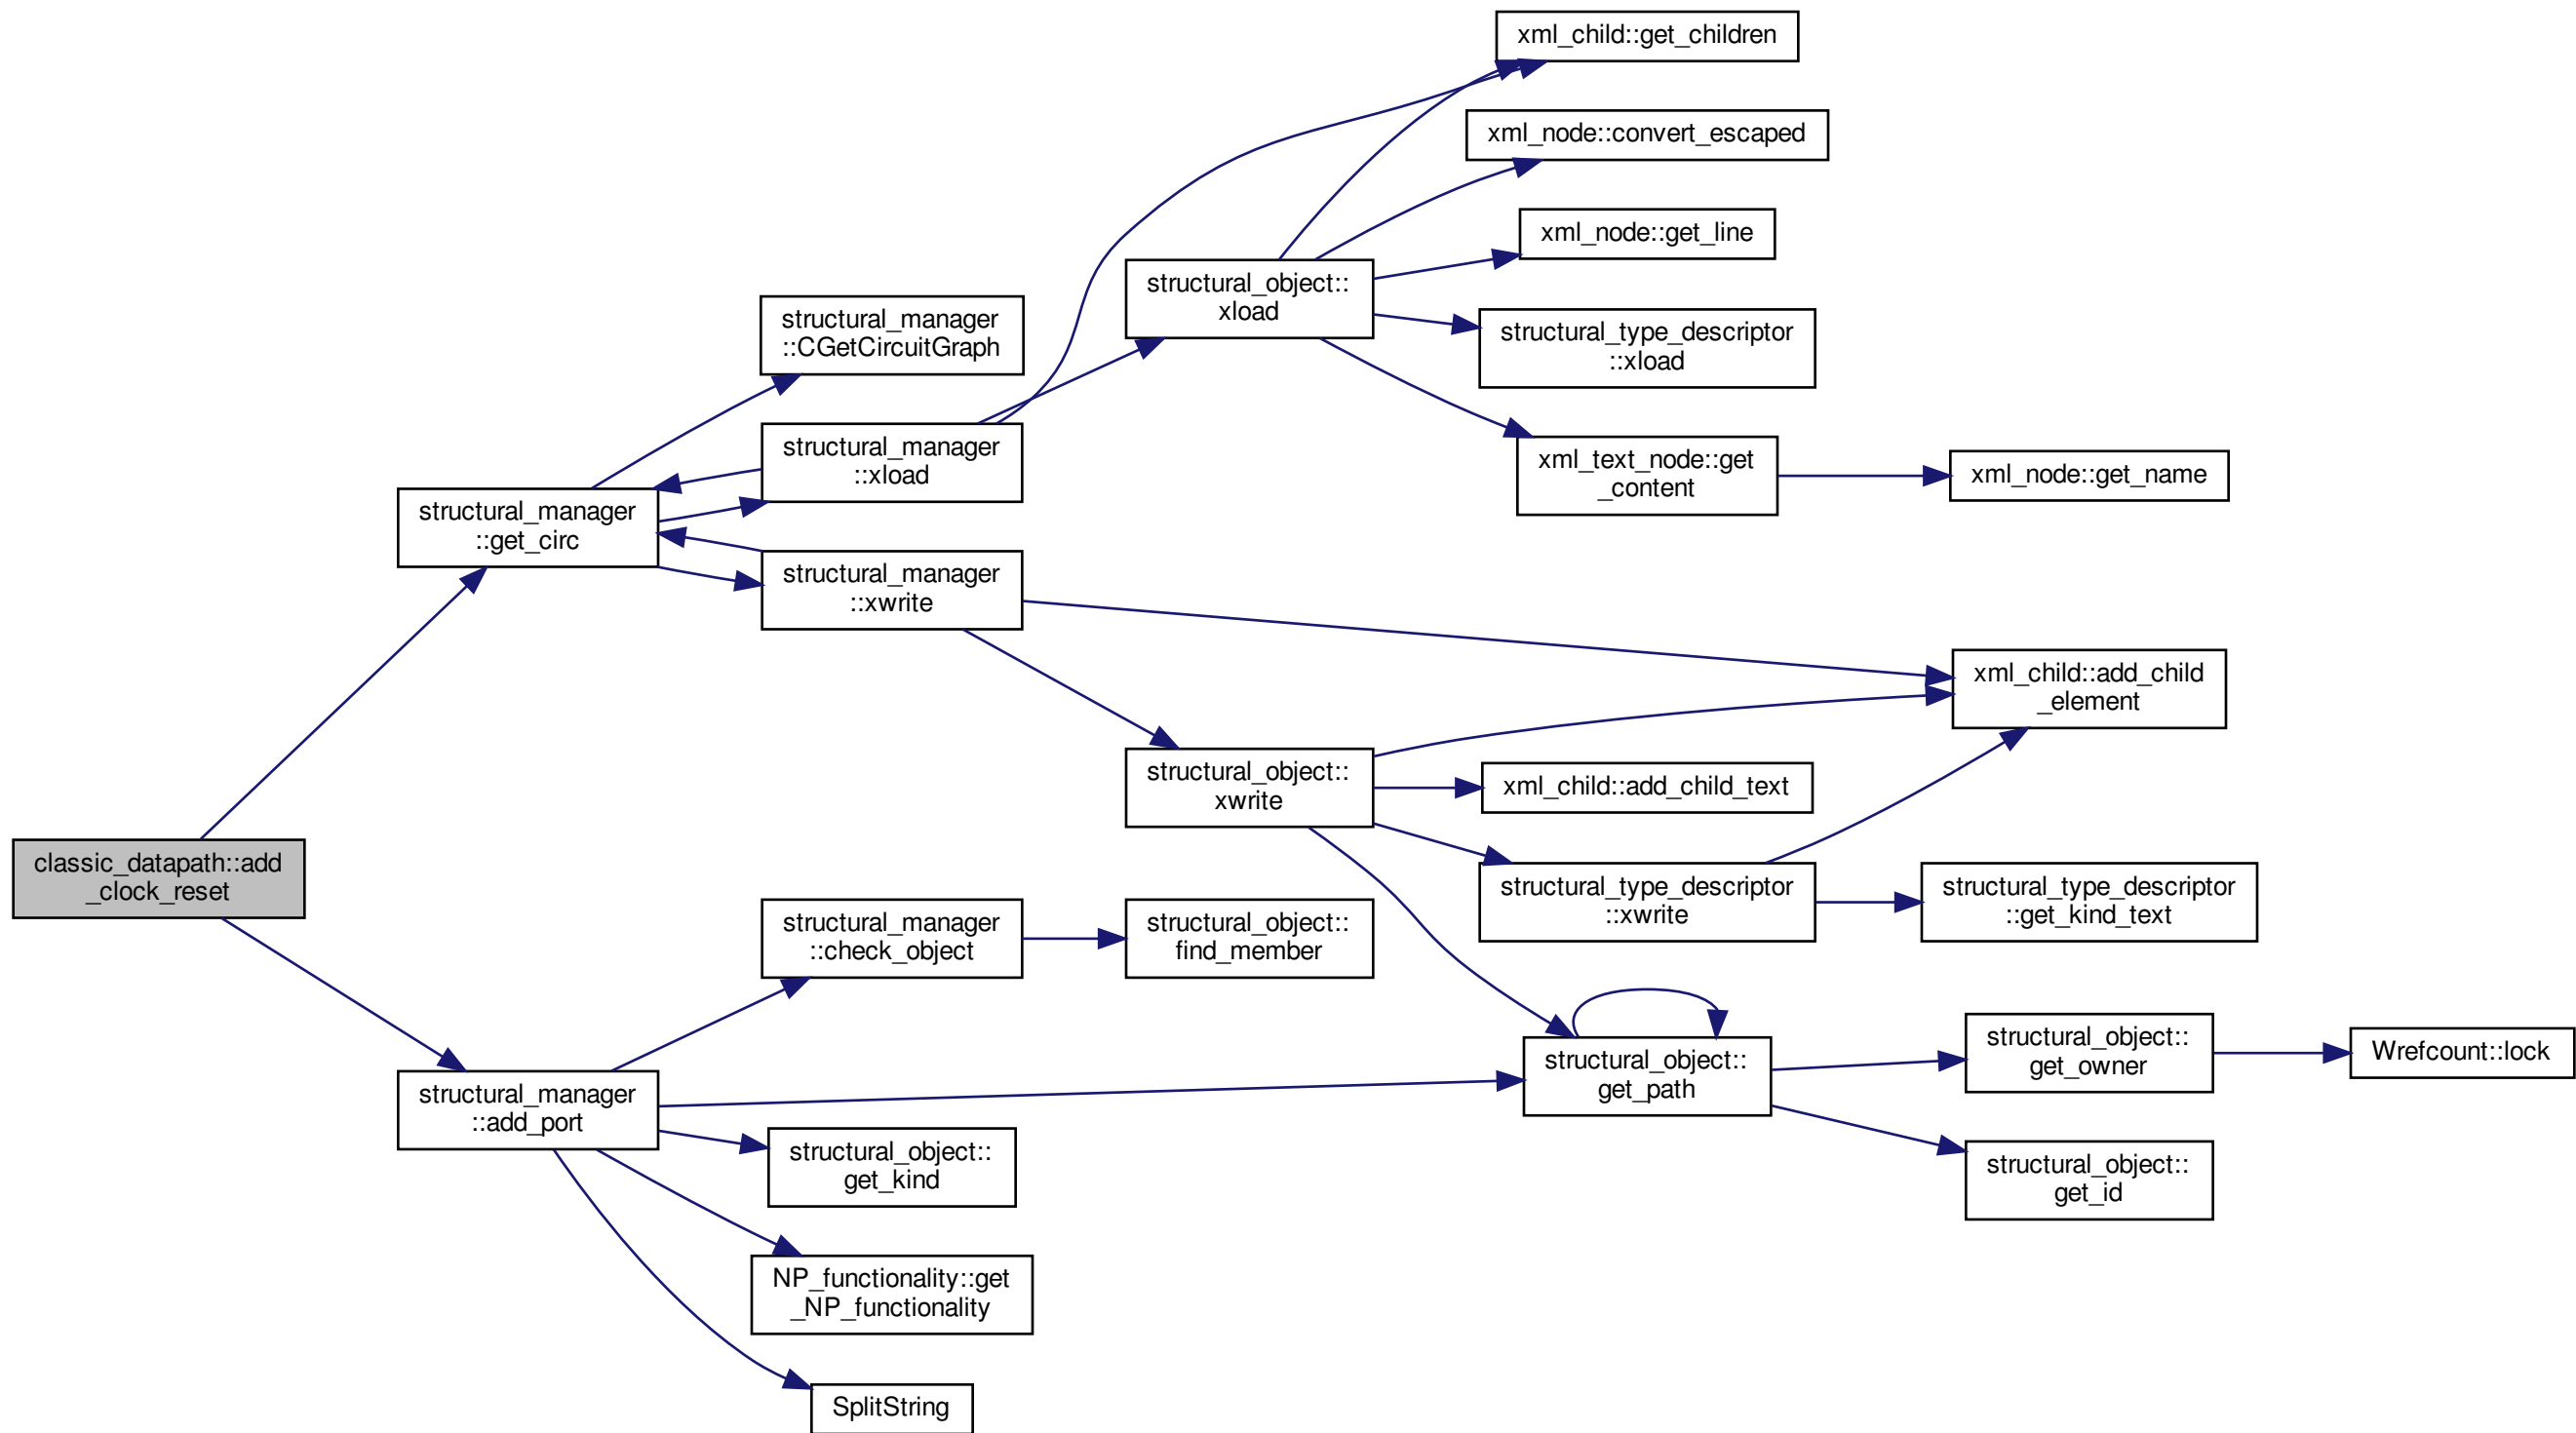 xml_child::get_children
xml_node::convert_escaped
xml_node::get_line
structural_object::
xload
structural_manager
::CGetCircuitGraph
structural_type_descriptor
::xload
structural_manager
::xload
xml_text_node::get
_content
xml_node::get_name
structural_manager
::get_circ
structural_manager
::xwrite
xml_child::add_child
_element
structural_object::
xwrite
xml_child::add_child_text
classic_datapath::add
_clock_reset
structural_type_descriptor
::xwrite
structural_type_descriptor
::get_kind_text
structural_manager
::check_object
structural_object::
find_member
structural_object::
get_owner
Wrefcount::lock
structural_object::
get_path
structural_manager
::add_port
structural_object::
get_kind
structural_object::
get_id
NP_functionality::get
_NP_functionality
SplitString